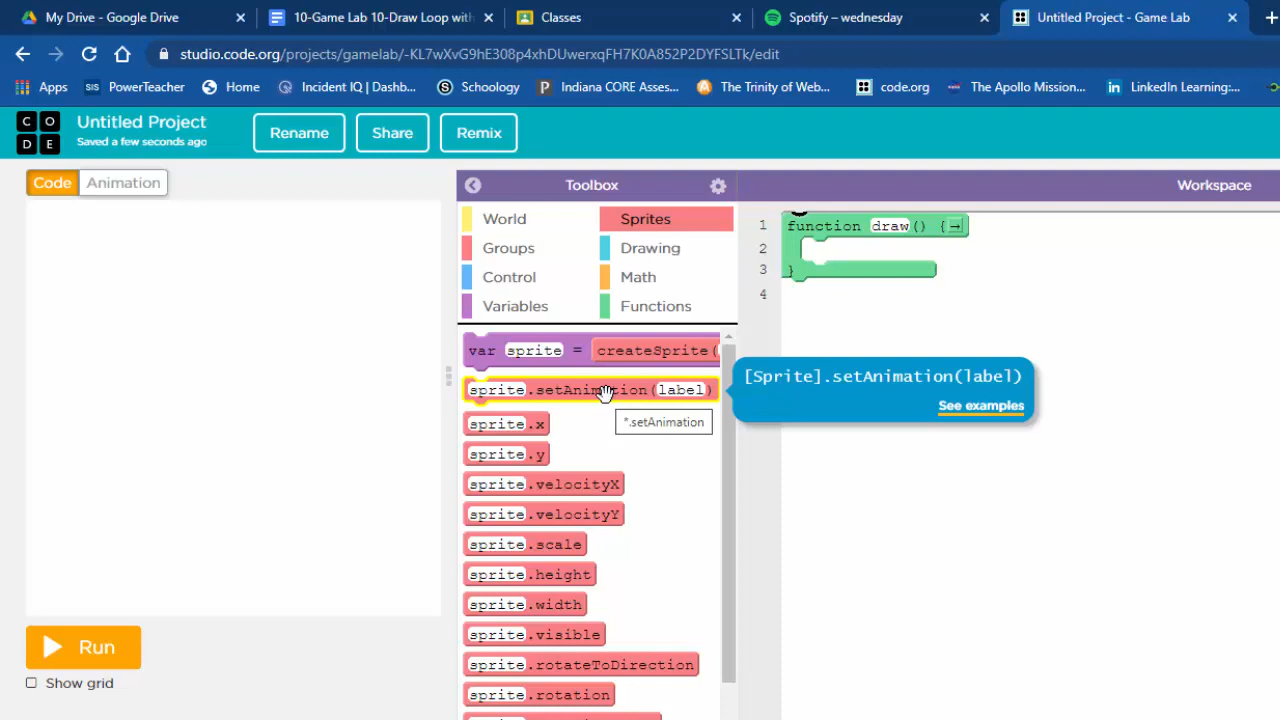 My Drive - Google Drive
10-Game Lab 10-Draw Loop with
Classes
Spotify – wednesday
Untitled Project - Game Lab
studio.code.org/projects/gamelab/-KL7wXvG9hE308p4xhDUwerxqFH7K0A852P2DYFSLTk/edit
Apps
SIS PowerTeacher
Home
Incident IQ | Dashb...
Schoology
Indiana CORE Asses...
The Trinity of Web...
code.org
The Apollo Mission...
LinkedIn Learning:...
C O D E
Untitled Project
Saved a few seconds ago
Rename
Share
Remix
Code
Animation
Toolbox
Workspace
World
Sprites
Groups
Drawing
Control
Math
Variables
Functions
1 function draw() {→
2
3 }
4
var sprite = createSprite(
sprite.setAnimation(label)
[Sprite].setAnimation(label)
See examples
*.setAnimation
sprite.x
sprite.y
sprite.velocityX
sprite.velocityY
sprite.scale
sprite.height
sprite.width
sprite.visible
sprite.rotateToDirection
sprite.rotation
Run
Show grid